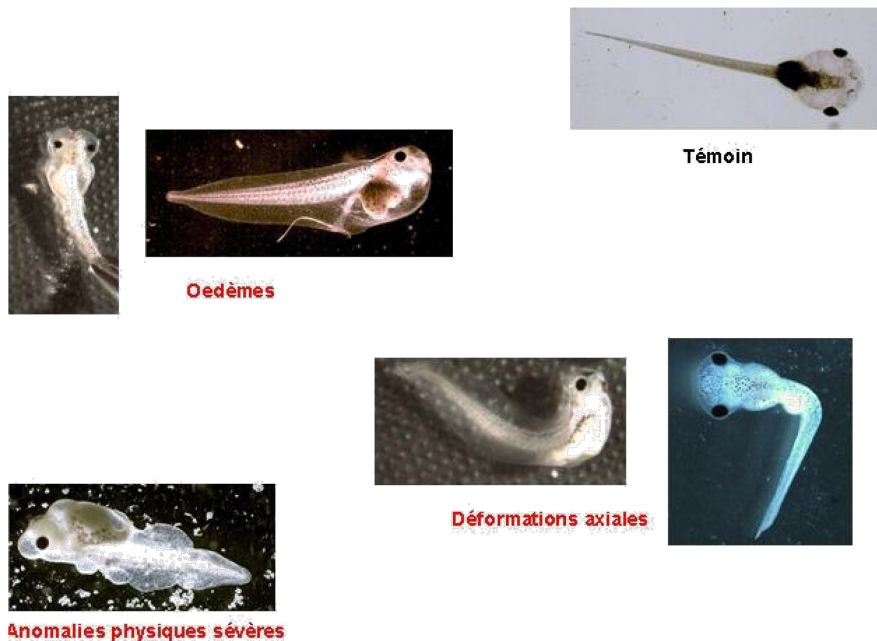 Témoin
Oedèmes
Déformations axiales
Anomalies physiques sévères